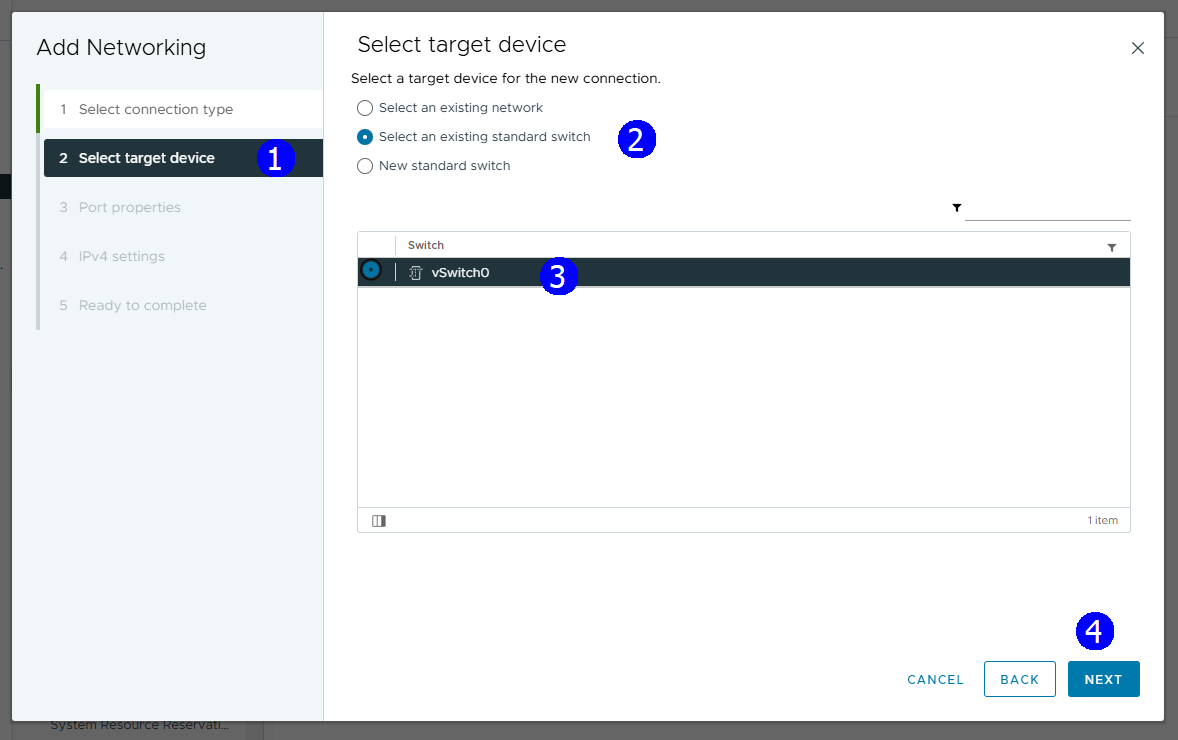 Add Networking
1 Select connection type
2 Select target device 1
3 Port properties
4 IPv4 settings
5 Ready to complete
Select target device
Select a target device for the new connection.
Select an existing network
Select an existing standard switch 2
New standard switch
Switch
vSwitch0 3
1 item
4
CANCEL BACK NEXT
System Resource Reservati...